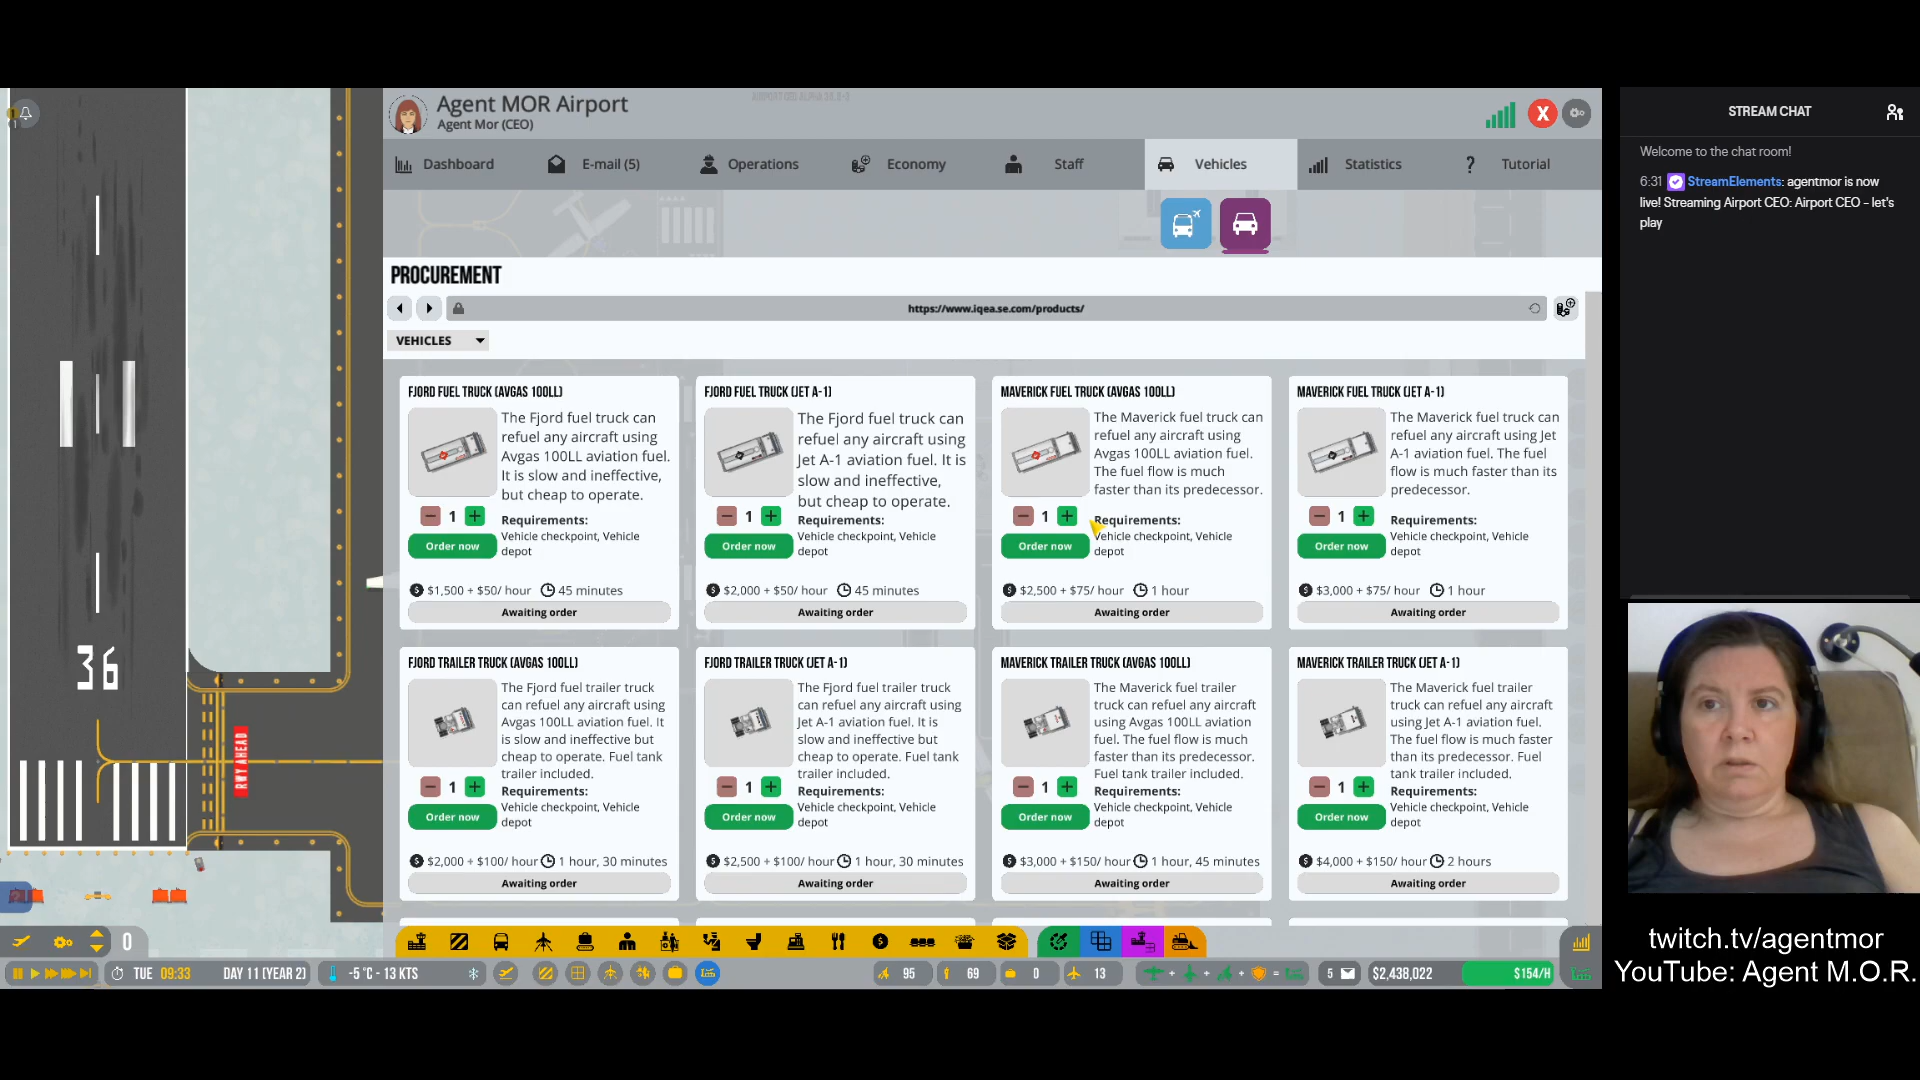 Agent MOR Airport
Agent Mor (CEO)
X
Dashboard
E-mail (5)
Operations
Economy
Staff
Vehicles
Statistics
? Tutorial
PROCUREMENT
https://www.iqea.se.com/products/
VEHICLES
FJORD FUEL TRUCK (AVGAS 100LL)
The Fjord fuel truck can
refuel any aircraft using
Avgas 100LL aviation fuel.
It is slow and ineffective,
but cheap to operate.
1
Requirements:
Vehicle checkpoint, Vehicle
depot
Order now
$1,500 + $50/ hour 45 minutes
Awaiting order
FJORD FUEL TRUCK (JET A-1)
The Fjord fuel truck can
refuel any aircraft using
Jet A-1 aviation fuel. It is
slow and ineffective,
but cheap to operate.
1
Requirements:
Vehicle checkpoint, Vehicle
depot
Order now
$2,000 + $50/ hour 45 minutes
Awaiting order
MAVERICK FUEL TRUCK (AVGAS 100LL)
The Maverick fuel truck can
refuel any aircraft using
Avgas 100LL aviation fuel.
The fuel flow is much
faster than its predecessor.
1
Requirements:
Vehicle checkpoint, Vehicle
depot
Order now
$2,500 + $75/ hour 1 hour
Awaiting order
MAVERICK FUEL TRUCK (JET A-1)
The Maverick fuel truck can
refuel any aircraft using Jet
A-1 aviation fuel. The fuel
flow is much faster than its
predecessor.
1
Requirements:
Vehicle checkpoint, Vehicle
depot
Order now
$3,000 + $75/ hour 1 hour
Awaiting order
FJORD TRAILER TRUCK (AVGAS 100LL)
The Fjord fuel trailer truck
can refuel any aircraft using
Avgas 100LL aviation fuel. It
is slow and ineffective but
cheap to operate. Fuel tank
trailer included.
1
Requirements:
Vehicle checkpoint, Vehicle
depot
Order now
$2,000 + $100/ hour 1 hour, 30 minutes
Awaiting order
FJORD TRAILER TRUCK (JET A-1)
The Fjord fuel trailer truck
can refuel any aircraft using
Jet A-1 aviation fuel. It is
slow and ineffective but
cheap to operate. Fuel tank
trailer included.
1
Requirements:
Vehicle checkpoint, Vehicle
depot
Order now
$2,500 + $100/ hour 1 hour, 30 minutes
Awaiting order
MAVERICK TRAILER TRUCK (AVGAS 100LL)
The Maverick fuel trailer
truck can refuel any aircraft
using Avgas 100LL aviation
fuel. The fuel flow is much
faster than its predecessor.
Fuel tank trailer included.
1
Requirements:
Vehicle checkpoint, Vehicle
depot
Order now
$3,000 + $150/ hour 1 hour, 45 minutes
Awaiting order
MAVERICK TRAILER TRUCK (JET A-1)
The Maverick fuel trailer
truck can refuel any aircraft
using Jet A-1 aviation fuel.
The fuel flow is much faster
than its predecessor. Fuel
tank trailer included.
1
Requirements:
Vehicle checkpoint, Vehicle
depot
Order now
$4,000 + $150/ hour 2 hours
Awaiting order
36
RWY AHEAD
0
TUE 09:33 DAY 11 (YEAR 2) -5 °C - 13 KTS
95 69 0 13 + + + = 5 $2,438,022 $154/H
STREAM CHAT
Welcome to the chat room!
6:31 StreamElements: agentmor is now
live! Streaming Airport CEO: Airport CEO - let's
play
twitch.tv/agentmor
YouTube: Agent M.O.R.